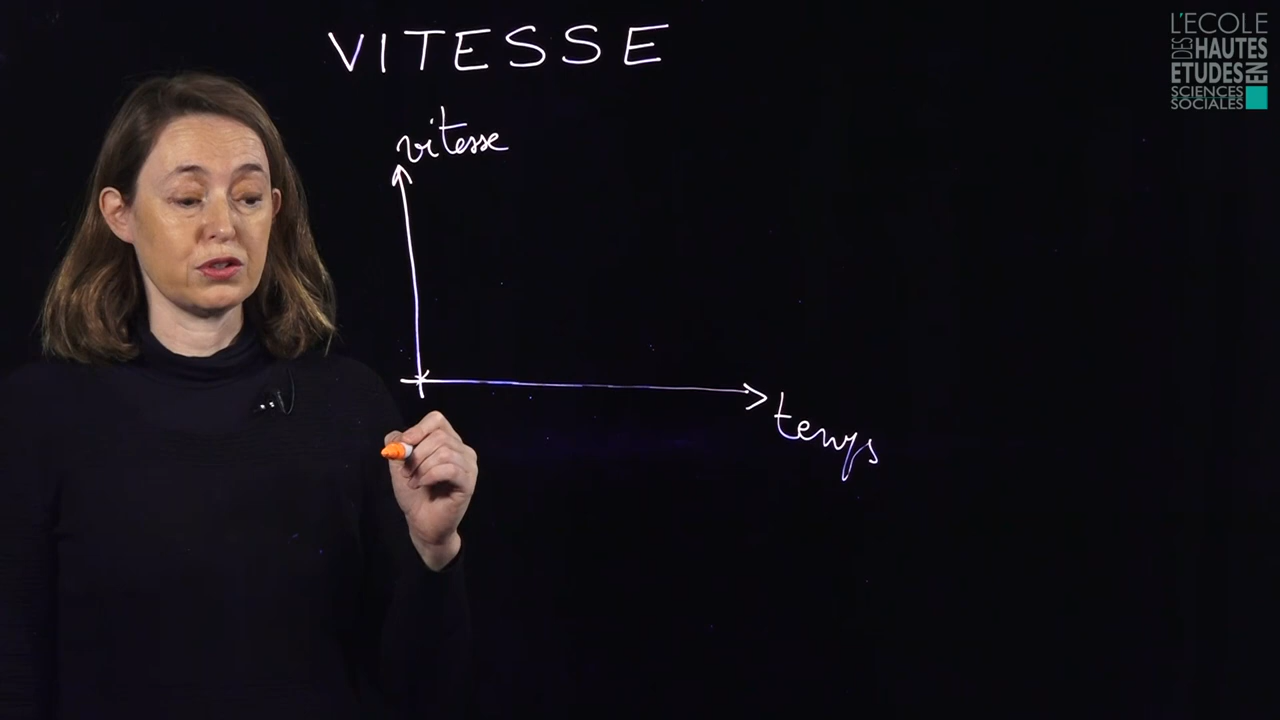 VITESSE
L'ECOLE
DES HAUTES
ETUDES EN
SCIENCES
SOCIALES
vitesse
temps